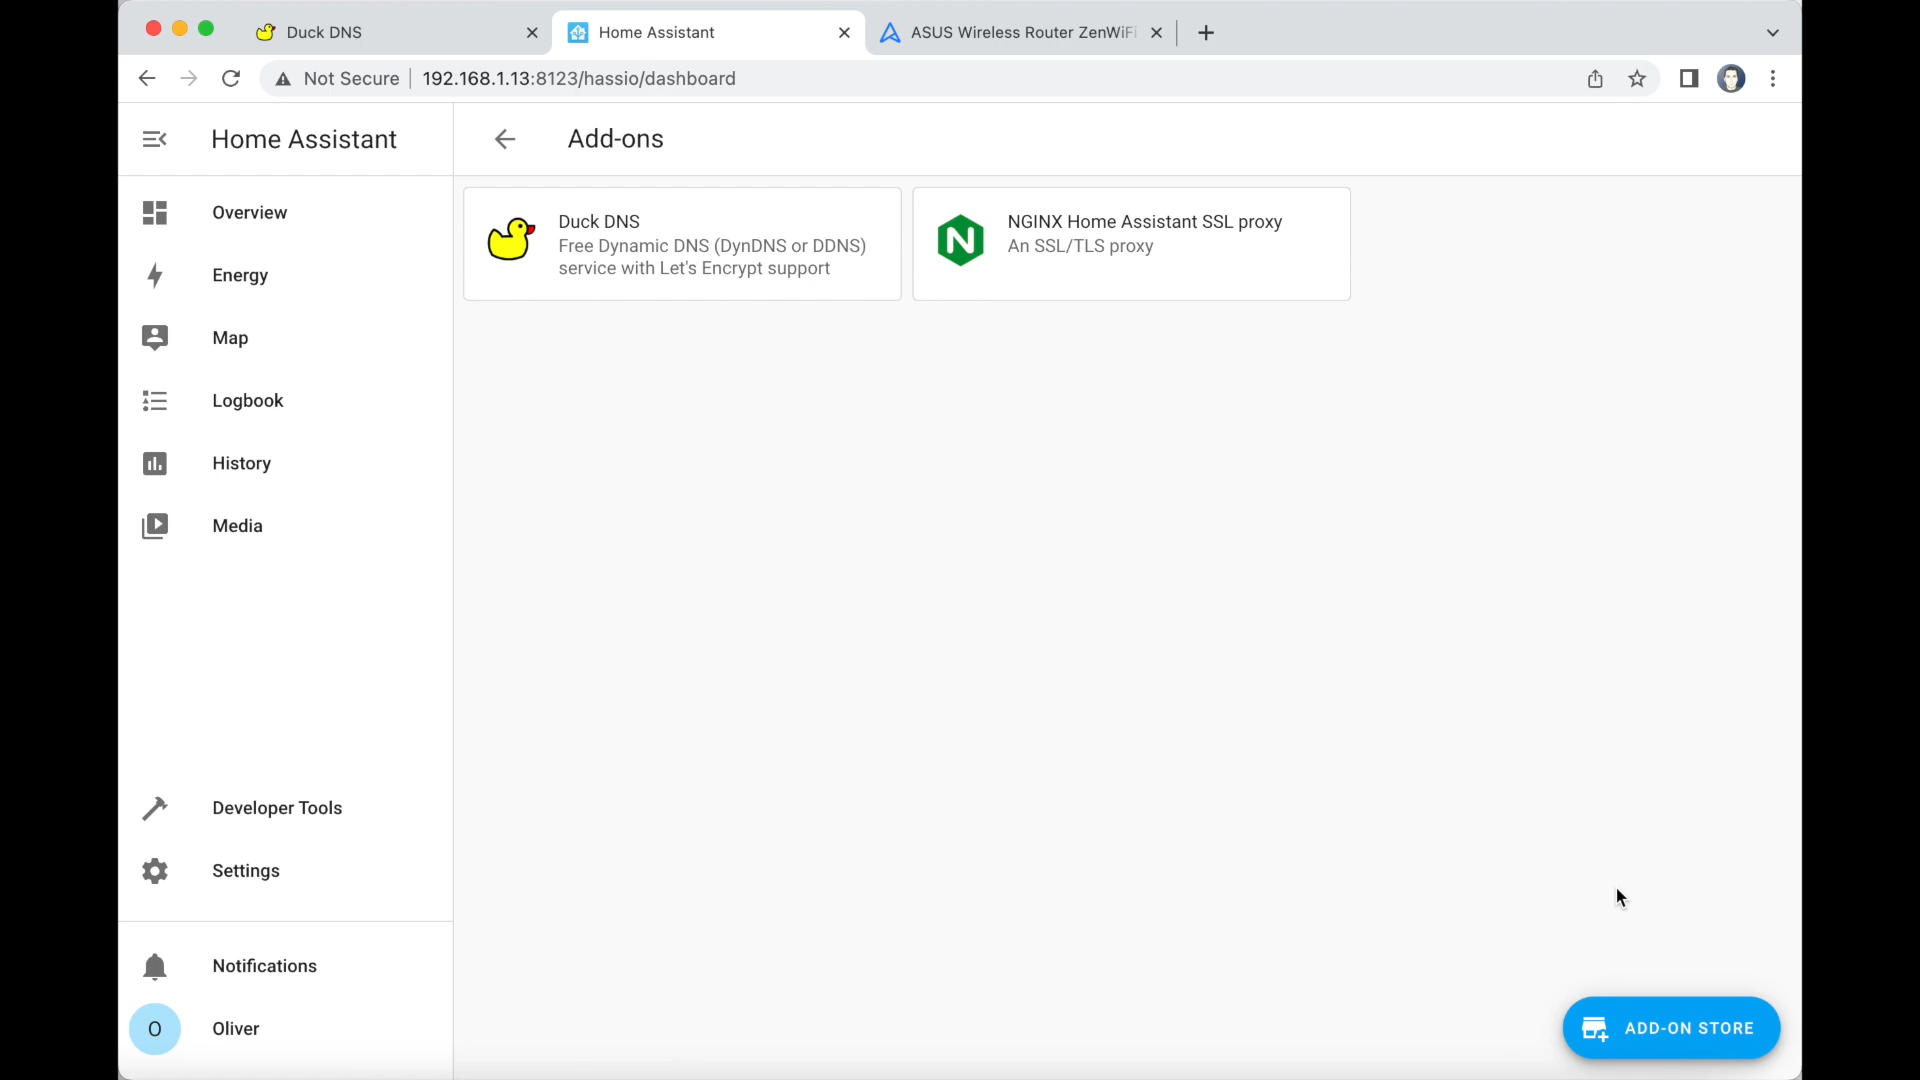 Duck DNS
Home Assistant
ASUS Wireless Router ZenWiFi
Not Secure
192.168.1.13:8123/hassio/dashboard
Home Assistant
Add-ons
Overview
Energy
Map
Logbook
History
Media
Developer Tools
Settings
Notifications
O
Oliver
Duck DNS
Free Dynamic DNS (DynDNS or DDNS)
service with Let's Encrypt support
N
NGINX Home Assistant SSL proxy
An SSL/TLS proxy
ADD-ON STORE